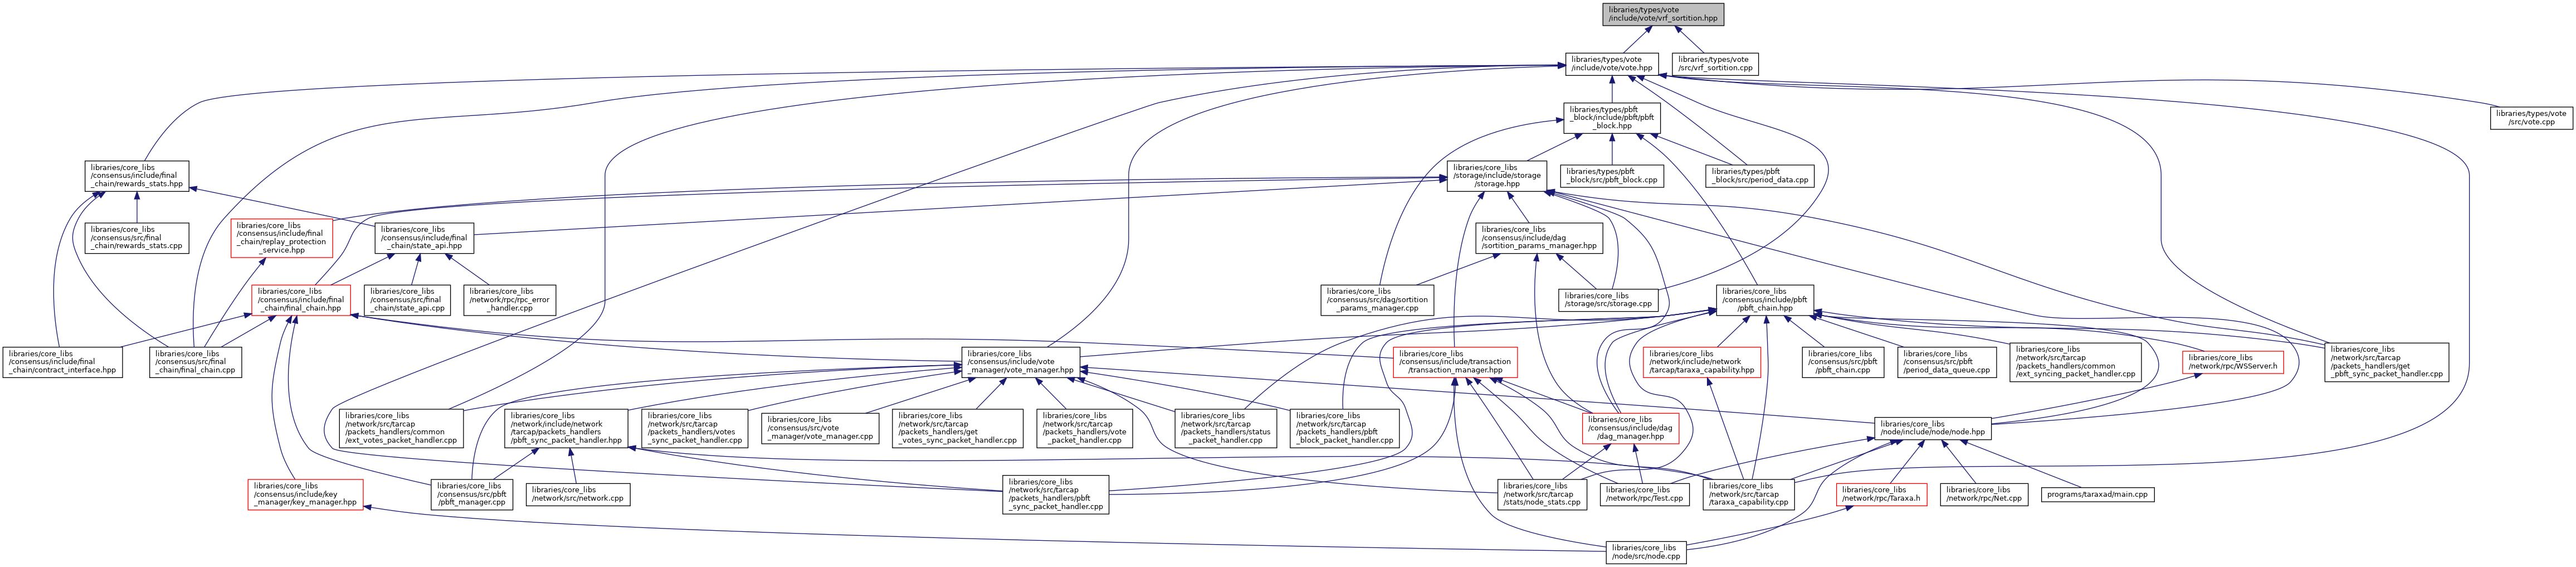 libraries/types/vote
/include/vote/vrf_sortition.hpp
libraries/types/vote
/include/vote/vote.hpp
libraries/types/vote
/src/vrf_sortition.cpp
libraries/types/pbft
_block/include/pbft/pbft
_block.hpp
libraries/types/vote
/src/vote.cpp
libraries/core_libs
/consensus/include/final
_chain/rewards_stats.hpp
libraries/core_libs
/storage/include/storage
/storage.hpp
libraries/types/pbft
_block/src/pbft_block.cpp
libraries/types/pbft
_block/src/period_data.cpp
libraries/core_libs
/consensus/src/final
_chain/rewards_stats.cpp
libraries/core_libs
/consensus/include/final
_chain/replay_protection
_service.hpp
libraries/core_libs
/consensus/include/final
_chain/state_api.hpp
libraries/core_libs
/consensus/include/dag
/sortition_params_manager.hpp
libraries/core_libs
/consensus/include/final
_chain/final_chain.hpp
libraries/core_libs
/consensus/src/final
_chain/state_api.cpp
libraries/core_libs
/network/rpc/rpc_error
_handler.cpp
libraries/core_libs
/consensus/src/dag/sortition
_params_manager.cpp
libraries/core_libs
/storage/src/storage.cpp
libraries/core_libs
/consensus/include/pbft
/pbft_chain.hpp
libraries/core_libs
/consensus/include/final
_chain/contract_interface.hpp
libraries/core_libs
/consensus/src/final
_chain/final_chain.cpp
libraries/core_libs
/consensus/include/vote
_manager/vote_manager.hpp
libraries/core_libs
/consensus/include/transaction
/transaction_manager.hpp
libraries/core_libs
/network/include/network
/tarcap/taraxa_capability.hpp
libraries/core_libs
/consensus/src/pbft
/pbft_chain.cpp
libraries/core_libs
/consensus/src/pbft
/period_data_queue.cpp
libraries/core_libs
/network/src/tarcap
/packets_handlers/common
/ext_syncing_packet_handler.cpp
libraries/core_libs
/network/rpc/WSServer.h
libraries/core_libs
/network/src/tarcap
/packets_handlers/get
_pbft_sync_packet_handler.cpp
libraries/core_libs
/network/src/tarcap
/packets_handlers/common
/ext_votes_packet_handler.cpp
libraries/core_libs
/network/include/network
/tarcap/packets_handlers
/pbft_sync_packet_handler.hpp
libraries/core_libs
/network/src/tarcap
/packets_handlers/votes
_sync_packet_handler.cpp
libraries/core_libs
/consensus/src/vote
_manager/vote_manager.cpp
libraries/core_libs
/network/src/tarcap
/packets_handlers/get
_votes_sync_packet_handler.cpp
libraries/core_libs
/network/src/tarcap
/packets_handlers/vote
_packet_handler.cpp
libraries/core_libs
/network/src/tarcap
/packets_handlers/status
_packet_handler.cpp
libraries/core_libs
/network/src/tarcap
/packets_handlers/pbft
_block_packet_handler.cpp
libraries/core_libs
/consensus/include/dag
/dag_manager.hpp
libraries/core_libs
/node/include/node/node.hpp
libraries/core_libs
/consensus/include/key
_manager/key_manager.hpp
libraries/core_libs
/consensus/src/pbft
/pbft_manager.cpp
libraries/core_libs
/network/src/network.cpp
libraries/core_libs
/network/src/tarcap
/packets_handlers/pbft
_sync_packet_handler.cpp
libraries/core_libs
/network/src/tarcap
/stats/node_stats.cpp
libraries/core_libs
/network/rpc/Test.cpp
libraries/core_libs
/network/src/tarcap
/taraxa_capability.cpp
libraries/core_libs
/network/rpc/Taraxa.h
libraries/core_libs
/network/rpc/Net.cpp
programs/taraxad/main.cpp
libraries/core_libs
/node/src/node.cpp